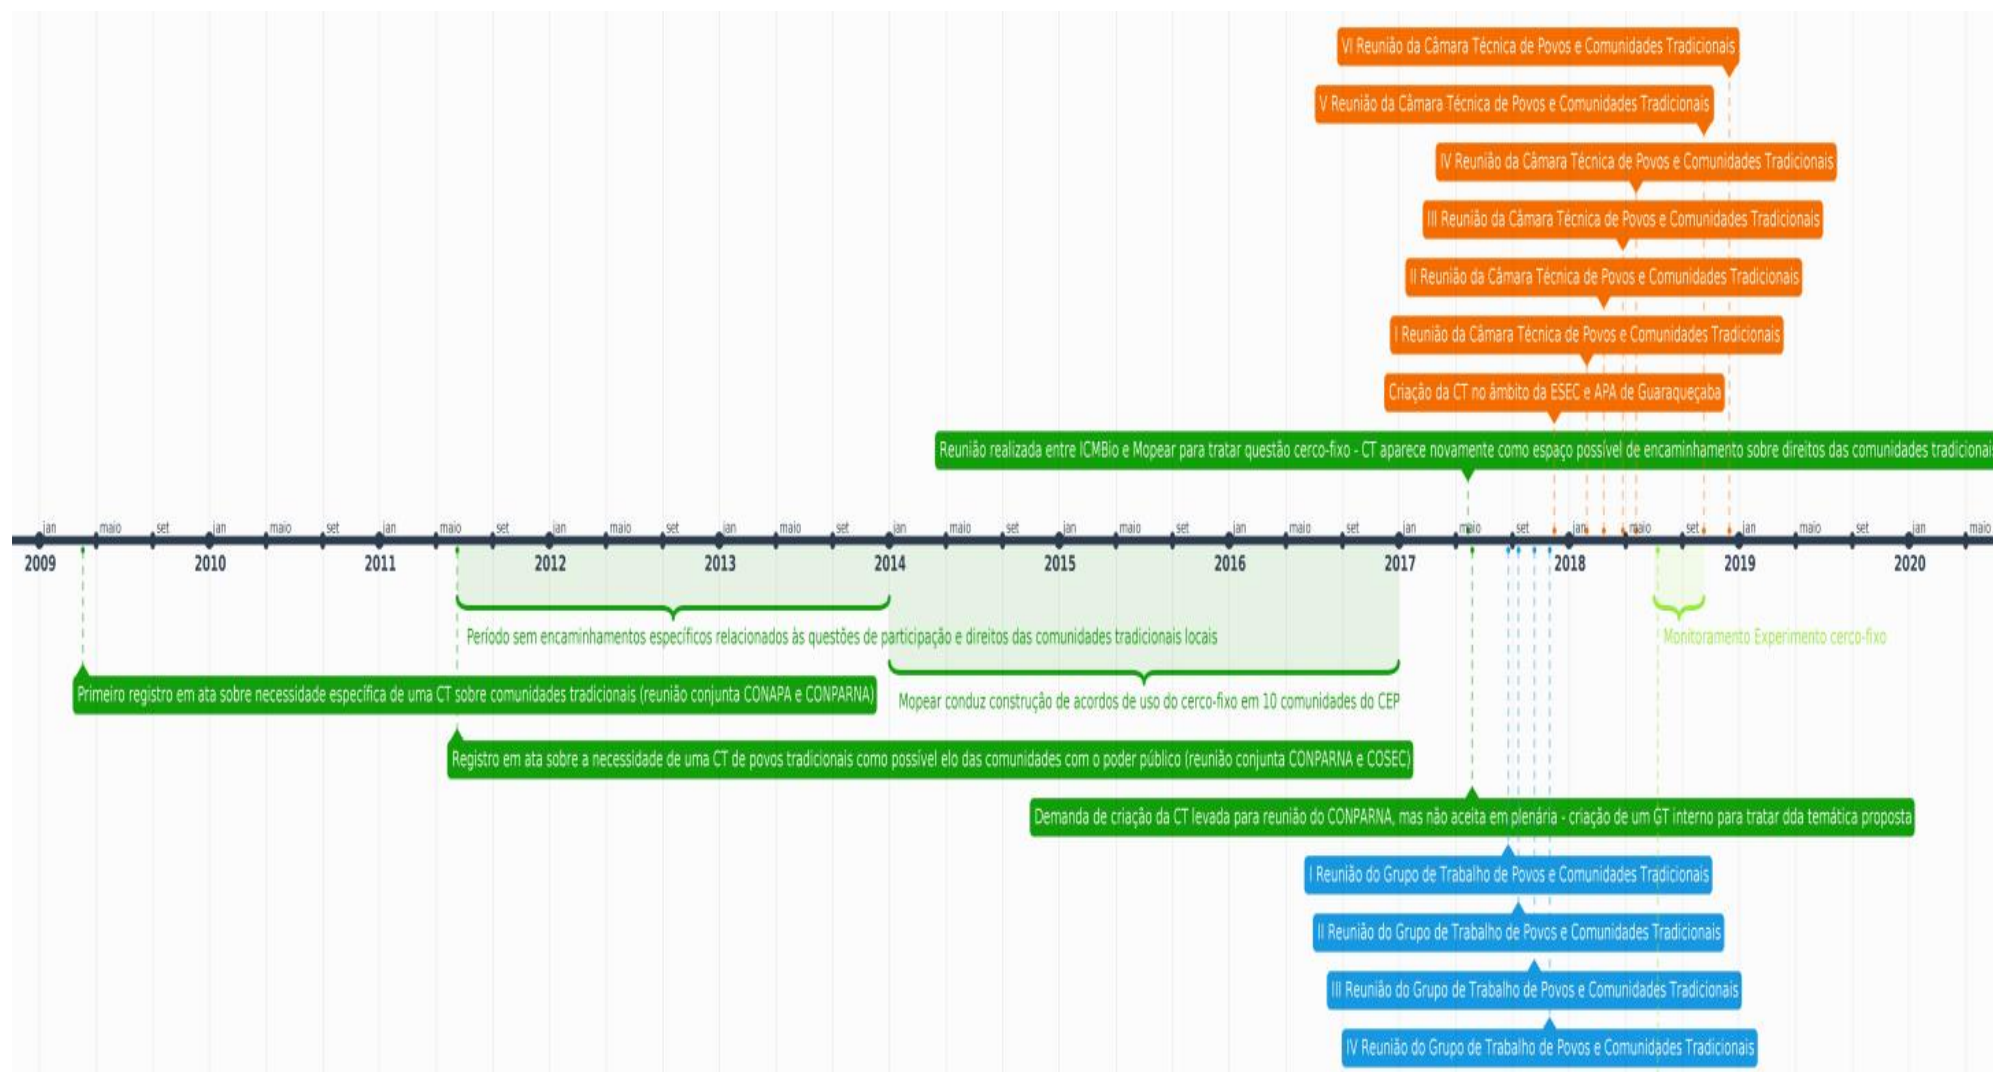 VI Reunião da Câmara Técnica de Povos e Comunidades Tradicionais
V Reunião da Câmara Técnica de Povos e Comunidades Tradicionais
IV Reunião da Câmara Técnica de Povos e Comunidades Tradicionais
III Reunião da Câmara Técnica de Povos e Comunidades Tradicionais
II Reunião da Câmara Técnica de Povos e Comunidades Tradicionais
I Reunião da Câmara Técnica de Povos e Comunidades Tradicionais
Criação da CT no âmbito da ESEC e APA de Guaraqueçaba
Reunião realizada entre ICMBio e Mopear para tratar questão cerco-fixo - CT aparece novamente como espaço possível de encaminhamento sobre direitos das comunidades tradicionais
jan maio set jan maio set jan maio set jan maio set jan maio set jan maio set jan maio set jan maio set jan maio set jan maio set jan maio set jan maio
2009 2010 2011 2012 2013 2014 2015 2016 2017 2018 2019 2020
Período sem encaminhamentos específicos relacionados às questões de participação e direitos das comunidades tradicionais locais
Monitoramento Experimento cerco-fixo
Primeiro registro em ata sobre necessidade específica de uma CT sobre comunidades tradicionais (reunião conjunta CONAPA e CONPARNA)
Mopear conduz construção de acordos de uso do cerco-fixo em 10 comunidades do CEP
Registro em ata sobre a necessidade de uma CT de povos tradicionais como possível elo das comunidades com o poder público (reunião conjunta CONPARNA e COSEC)
Demanda de criação da CT levada para reunião do CONPARNA, mas não aceita em plenária - criação de um GT interno para tratar dda temática proposta
I Reunião do Grupo de Trabalho de Povos e Comunidades Tradicionais
II Reunião do Grupo de Trabalho de Povos e Comunidades Tradicionais
III Reunião do Grupo de Trabalho de Povos e Comunidades Tradicionais
IV Reunião do Grupo de Trabalho de Povos e Comunidades Tradicionais